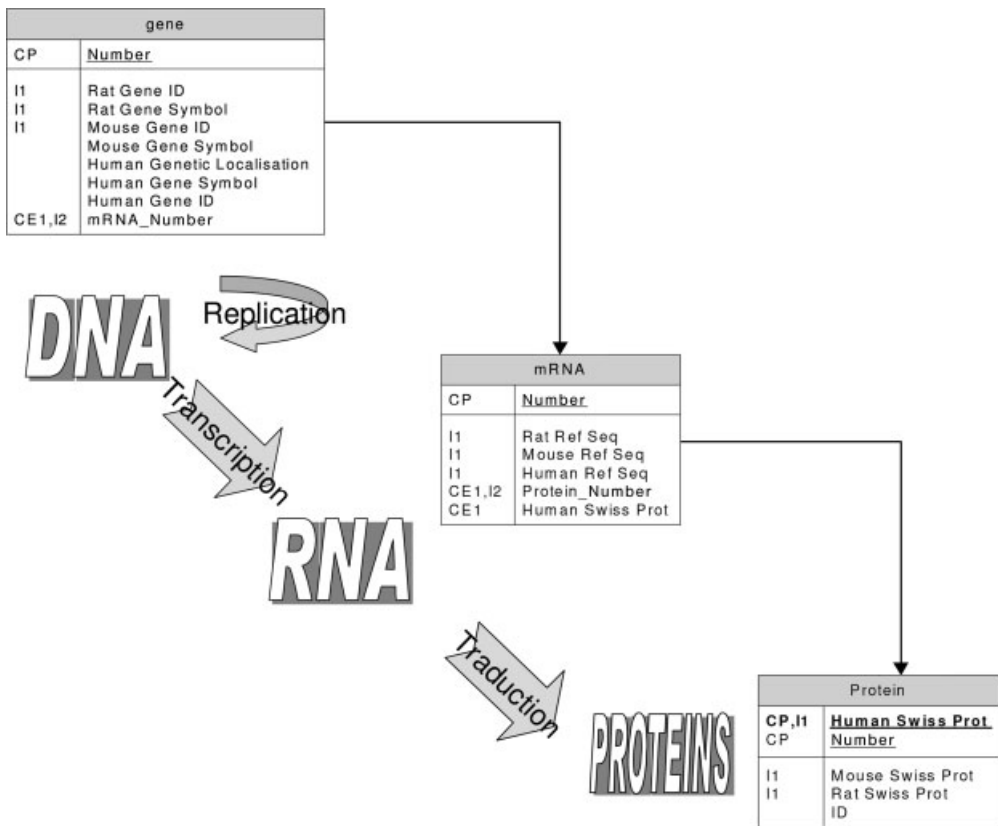 gene
CP Number
I1 Rat Gene ID
I1 Rat Gene Symbol
I1 Mouse Gene ID
Mouse Gene Symbol
Human Genetic Localisation
Human Gene Symbol
Human Gene ID
CE1,I2 mRNA_Number
DNA
Replication
Transcription
mRNA
CP Number
I1 Rat Ref Seq
I1 Mouse Ref Seq
I1 Human Ref Seq
CE1,I2 Protein_Number
CE1 Human Swiss Prot
RNA
Traduction
PROTEINS
Protein
CP,I1 Human Swiss Prot
CP Number
I1 Mouse Swiss Prot
I1 Rat Swiss Prot
ID